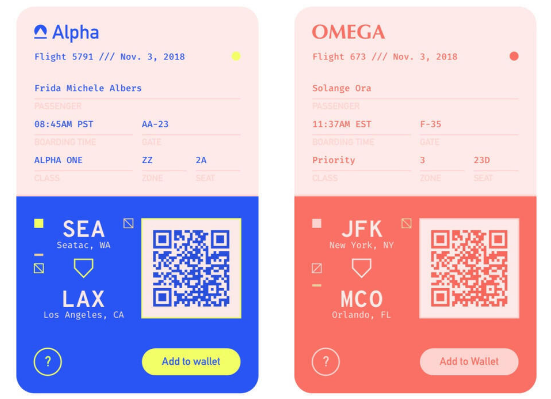 Alpha
Flight 5791 /// Nov. 3, 2018
Frida Michele Albers
PASSENGER
08:45AM PST AA-23
BOARDING TIME GATE
ALPHA ONE ZZ 2A
CLASS ZONE SEAT
SEA
Seatac, WA
LAX
Los Angeles, CA
?
Add to wallet
OMEGA
Flight 673 /// Nov. 3, 2018
Solange Ora
PASSENGER
11:37AM EST F-35
BOARDING TIME GATE
Priority 3 23D
CLASS ZONE SEAT
JFK
New York, NY
MCO
Orlando, FL
?
Add to Wallet